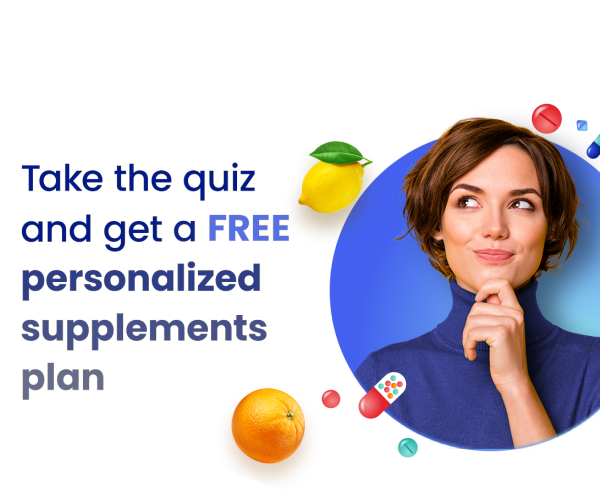 Take the quiz
and get a FREE
personalized
supplements
plan